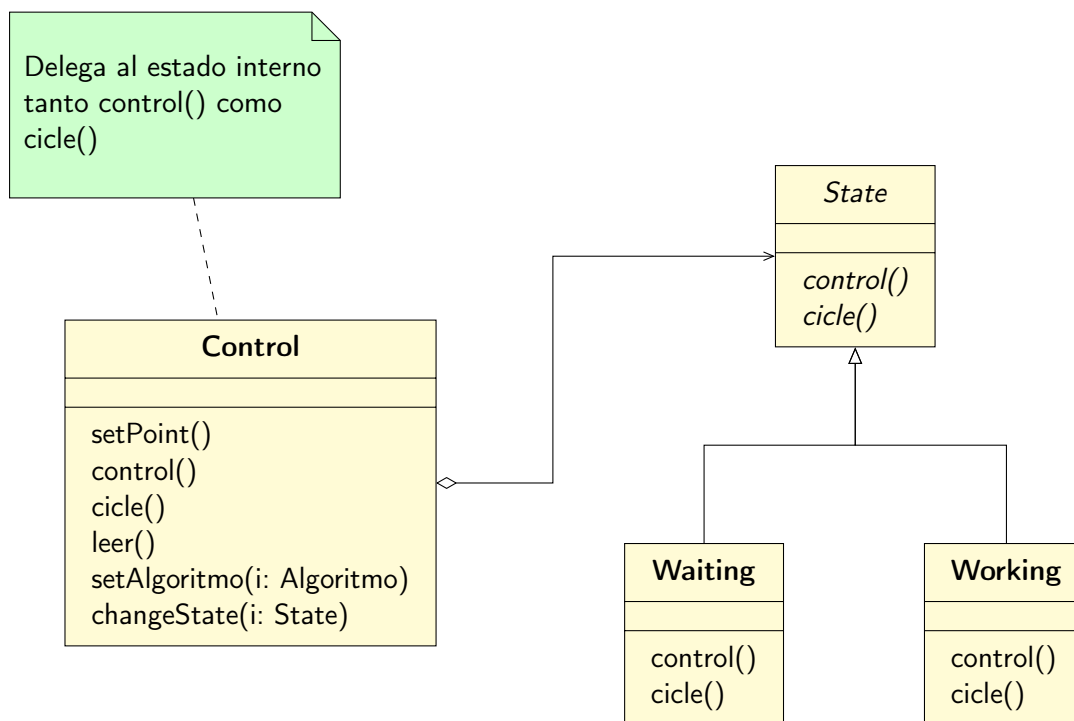 Delega al estado interno
tanto control() como
cicle()
State
control()
cicle()
Control
setPoint()
control()
cicle()
leer()
setAlgoritmo(i: Algoritmo)
changeState(i: State)
Waiting
control()
cicle()
Working
control()
cicle()